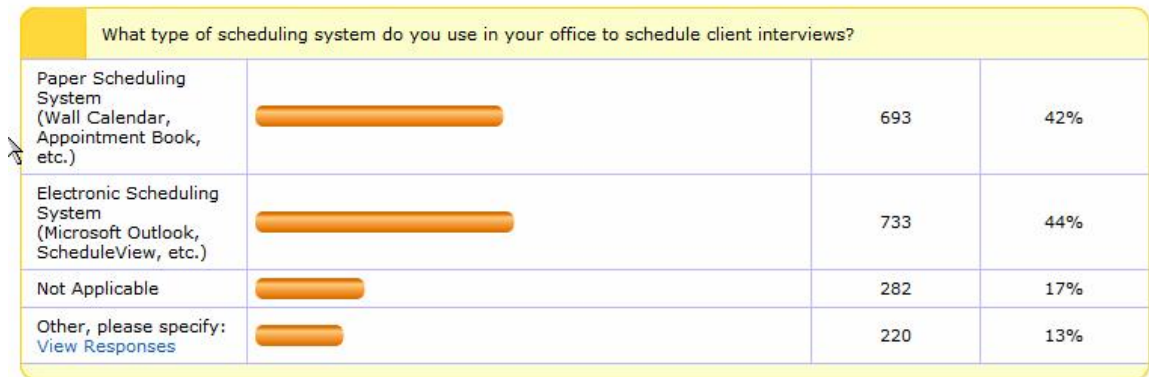 What type of scheduling system do you use in your office to schedule client interviews?
Paper Scheduling
System
(Wall Calendar,
Appointment Book,
etc.)
693
42%
Electronic Scheduling
System
(Microsoft Outlook,
ScheduleView, etc.)
733
44%
Not Applicable
282
17%
Other, please specify:
View Responses
220
13%